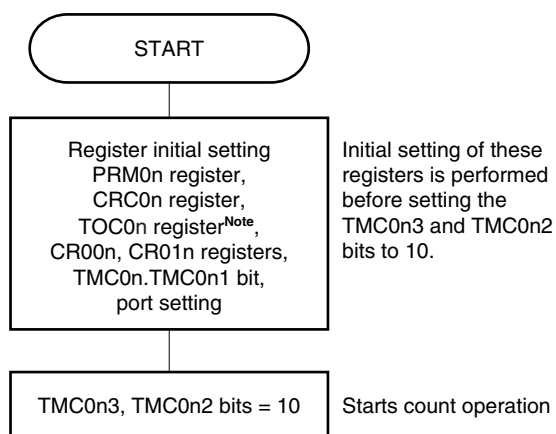 START
Register initial setting
PRM0n register,
CRC0n register,
TOC0n registerNote,
CR00n, CR01n registers,
TMC0n.TMC0n1 bit,
port setting
Initial setting of these
registers is performed
before setting the
TMC0n3 and TMC0n2
bits to 10.
TMC0n3, TMC0n2 bits = 10
Starts count operation